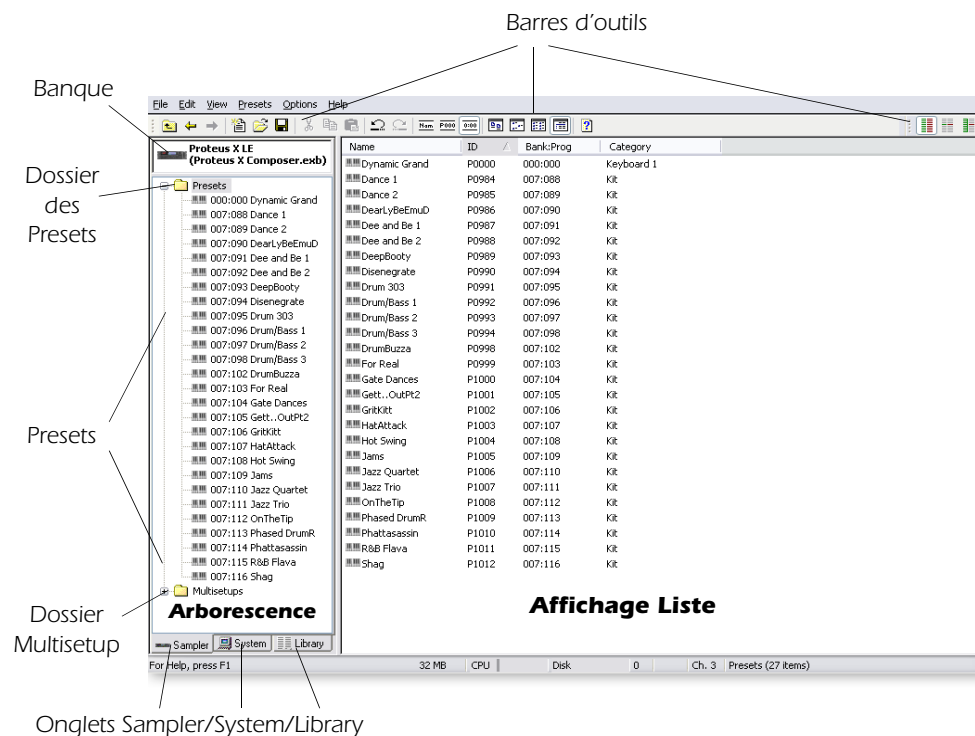 Barres d'outils
Banque
File Edit View Presets Options Help
Nam P000 0:00
Proteus X LE
(Proteus X Composer.exb)
Dossier
des
Presets
Presets
000:000 Dynamic Grand
007:088 Dance 1
007:089 Dance 2
007:090 DearLyBeEmuD
007:091 Dee and Be 1
007:092 Dee and Be 2
007:093 DeepBooty
007:094 Disenegrate
007:095 Drum 303
007:096 Drum/Bass 1
007:097 Drum/Bass 2
007:098 Drum/Bass 3
007:102 DrumBuzza
007:103 For Real
007:104 Gate Dances
007:105 Gett..OutPt2
007:106 GritKitt
007:107 HatAttack
007:108 Hot Swing
007:109 Jams
007:110 Jazz Quartet
007:111 Jazz Trio
007:112 OnTheTip
007:113 Phased DrumR
007:114 Phattasassin
007:115 R&B Flava
007:116 Shag
Multisetups
Presets
Arborescence
Dossier
Multisetup
Sampler System Library
Name ID Bank:Prog Category
Dynamic Grand P0000 000:000 Keyboard 1
Dance 1 P0984 007:088 Kit
Dance 2 P0985 007:089 Kit
DearLyBeEmuD P0986 007:090 Kit
Dee and Be 1 P0987 007:091 Kit
Dee and Be 2 P0988 007:092 Kit
DeepBooty P0989 007:093 Kit
Disenegrate P0990 007:094 Kit
Drum 303 P0991 007:095 Kit
Drum/Bass 1 P0992 007:096 Kit
Drum/Bass 2 P0993 007:097 Kit
Drum/Bass 3 P0994 007:098 Kit
DrumBuzza P0998 007:102 Kit
For Real P0999 007:103 Kit
Gate Dances P1000 007:104 Kit
Gett..OutPt2 P1001 007:105 Kit
GritKitt P1002 007:106 Kit
HatAttack P1003 007:107 Kit
Hot Swing P1004 007:108 Kit
Jams P1005 007:109 Kit
Jazz Quartet P1006 007:110 Kit
Jazz Trio P1007 007:111 Kit
OnTheTip P1008 007:112 Kit
Phased DrumR P1009 007:113 Kit
Phattasassin P1010 007:114 Kit
R&B Flava P1011 007:115 Kit
Shag P1012 007:116 Kit
Affichage Liste
For Help, press F1 32 MB CPU Disk 0 Ch. 3 Presets (27 items)
Onglets Sampler/System/Library